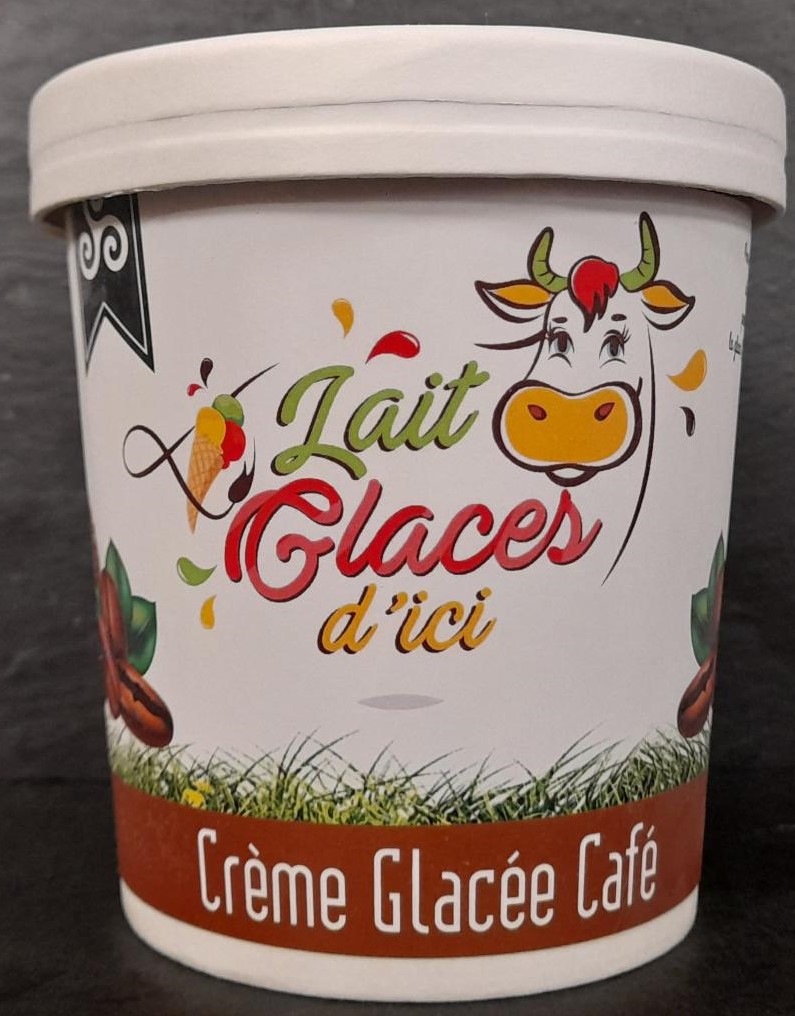 Lait
Glaces
d'ici
Crème Glacée Café